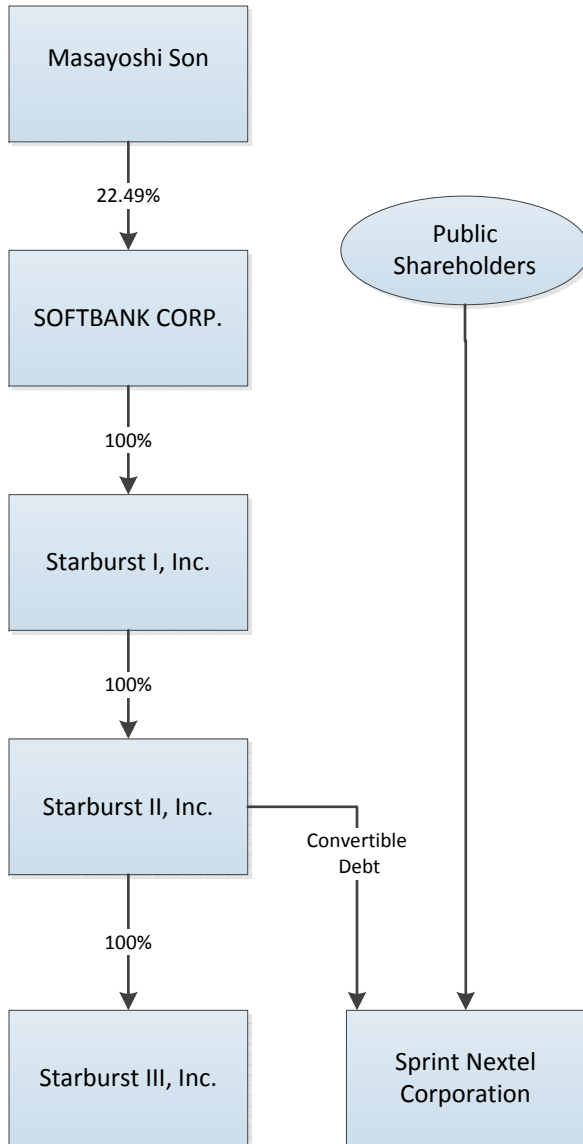 Masayoshi Son
22.49%
Public
Shareholders
SOFTBANK CORP.
100%
Starburst I, Inc.
100%
Starburst II, Inc.
Convertible
Debt
100%
Starburst III, Inc.
Sprint Nextel
Corporation